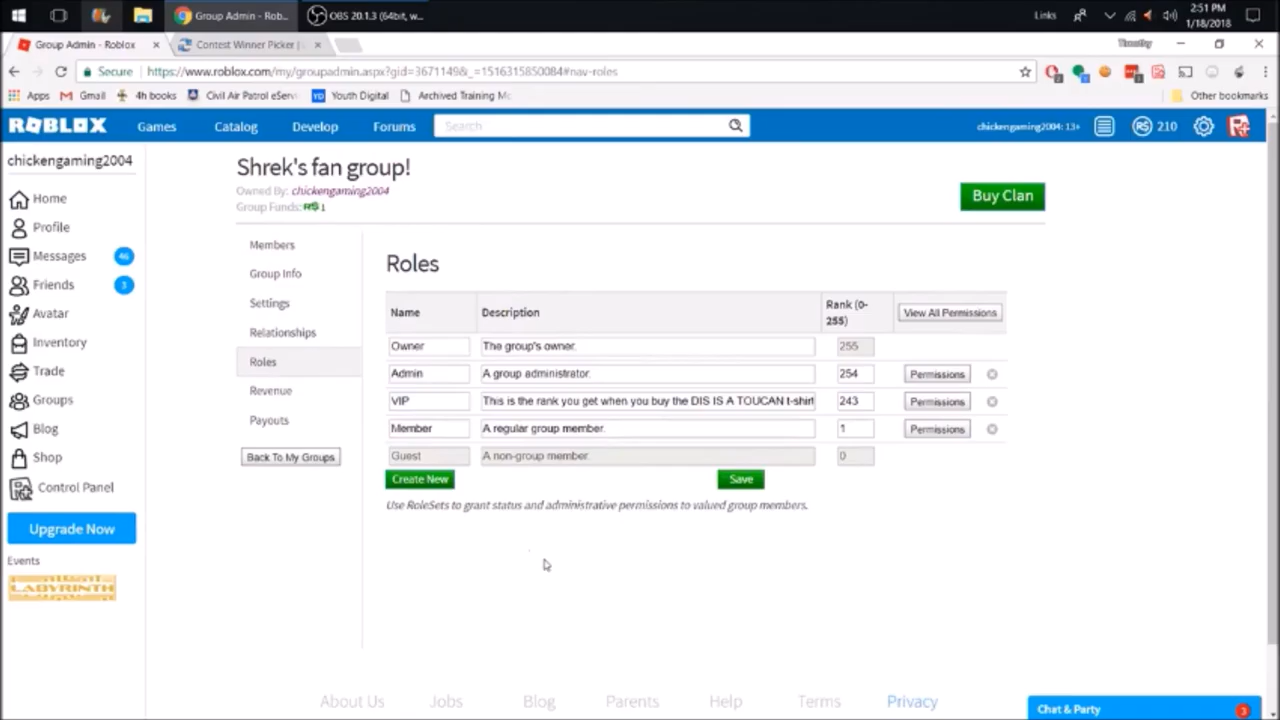 Group Admin - Rob...
OBS 20.1.3 (64bit, w...
Links
2:51 PM
1/18/2018
Group Admin - Roblox
Contest Winner Picker |
Timothy
Secure
https://www.roblox.com/my/groupadmin.aspx?gid=3671149&_=1516315850084#nav-roles
Apps
Gmail
4h books
Civil Air Patrol eServi
YD
Youth Digital
Archived Training Mo
Other bookmarks
ROBLOX
Games
Catalog
Develop
Forums
Search
chickengaming2004: 13+
R$ 210
chickengaming2004
Home
Profile
Messages
46
Friends
3
Avatar
Inventory
Trade
Groups
Blog
Shop
Control Panel
Upgrade Now
Events
LABYRINTH
Shrek's fan group!
Owned By: chickengaming2004
Group Funds: R$ 1
Buy Clan
Members
Group Info
Settings
Relationships
Roles
Revenue
Payouts
Back To My Groups
Roles
Name
Description
Rank (0-
255)
View All Permissions
Owner
The group's owner.
255
Admin
A group administrator.
254
Permissions
VIP
This is the rank you get when you buy the DIS IS A TOUCAN t-shirt
243
Permissions
Member
A regular group member.
1
Permissions
Guest
A non-group member.
0
Create New
Save
Use RoleSets to grant status and administrative permissions to valued group members.
About Us
Jobs
Blog
Parents
Help
Terms
Privacy
Chat & Party
3